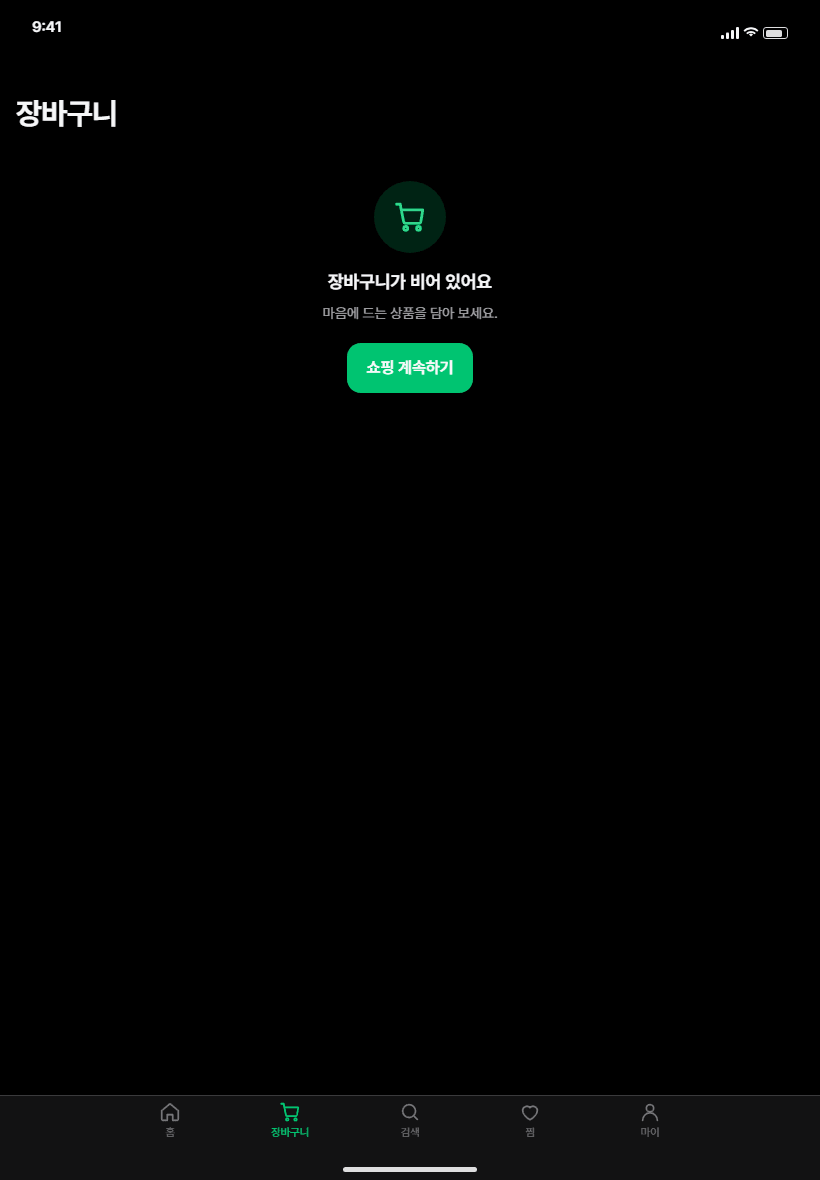 9:41
장바구니
장바구니가 비어 있어요
마음에 드는 상품을 담아 보세요.
쇼핑 계속하기
홈
장바구니
검색
찜
마이